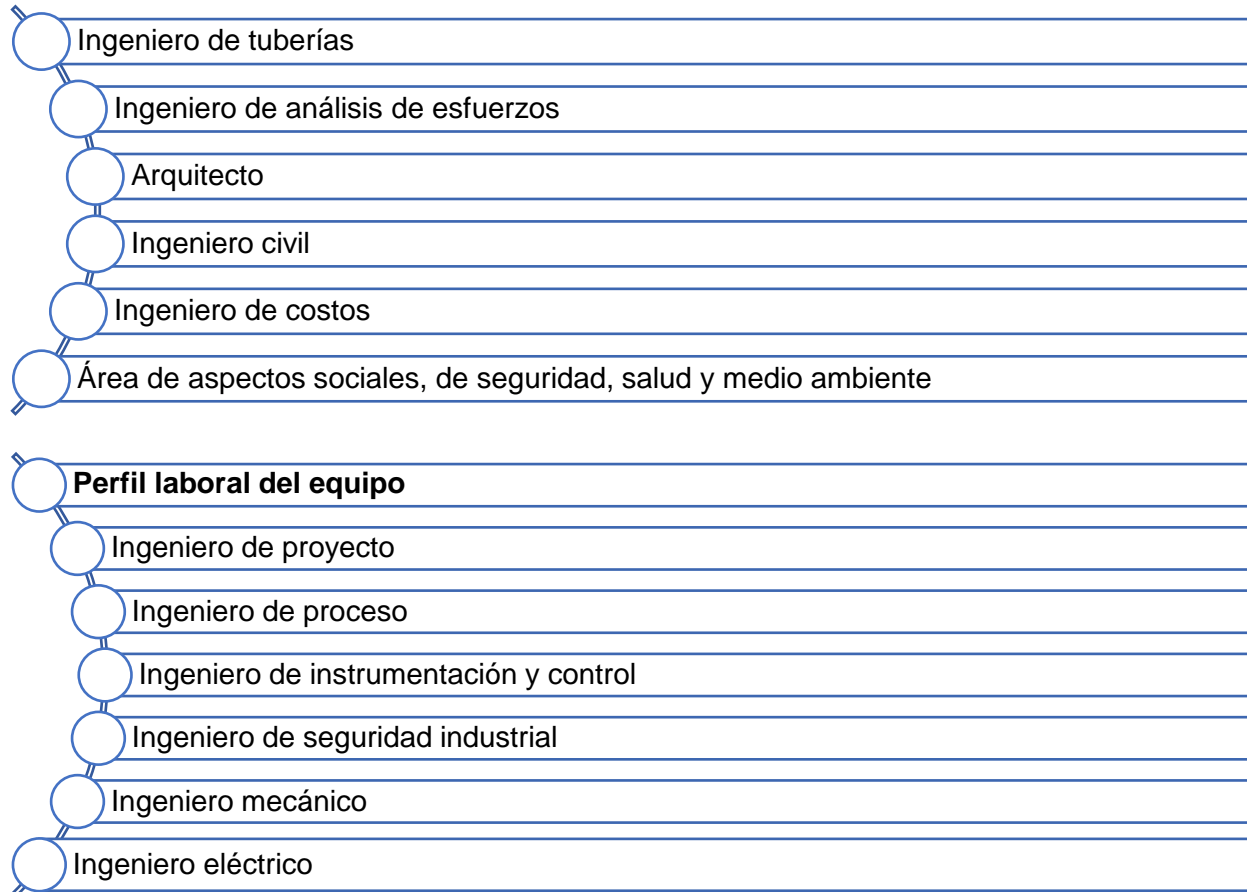 Ingeniero de tuberías
Ingeniero de análisis de esfuerzos
Arquitecto
Ingeniero civil
Ingeniero de costos
Área de aspectos sociales, de seguridad, salud y medio ambiente
Perfil laboral del equipo
Ingeniero de proyecto
Ingeniero de proceso
Ingeniero de instrumentación y control
Ingeniero de seguridad industrial
Ingeniero mecánico
Ingeniero eléctrico